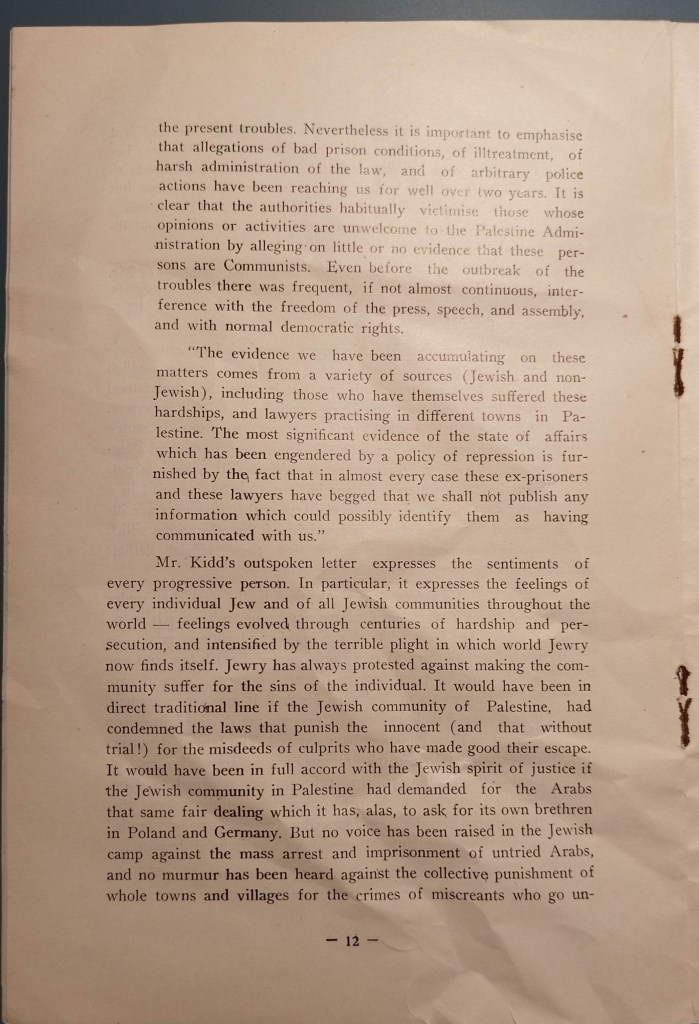 the present troubles. Nevertheless it is important to emphasise
that allegations of bad prison conditions, of illtreatment, of
harsh administration of the law, and of arbitrary police
actions have been reaching us for well over two years. It is
clear that the authorities habitually victimise those whose
opinions or activities are unwelcome to the Palestine Admi-
nistration by alleging on little or no evidence that these per-
sons are Communists. Even before the outbreak of the
troubles there was frequent, if not almost continuous, inter-
ference with the freedom of the press, speech, and assembly,
and with normal democratic rights.
"The evidence we have been accumulating on these
matters comes from a variety of sources (Jewish and non-
Jewish), including those who have themselves suffered these
hardships, and lawyers practising in different towns in Pa-
lestine. The most significant evidence of the state of affairs
which has been engendered by a policy of repression is fur-
nished by the fact that in almost every case these ex-prisoners
and these lawyers have begged that we shall not publish any
information which could possibly identify them as having
communicated with us."
Mr. Kidd's outspoken letter expresses the sentiments of
every progressive person. In particular, it expresses the feelings of
every individual Jew and of all Jewish communities throughout the
world — feelings evolved through centuries of hardship and per-
secution, and intensified by the terrible plight in which world Jewry
now finds itself. Jewry has always protested against making the com-
munity suffer for the sins of the individual. It would have been in
direct traditional line if the Jewish community of Palestine, had
condemned the laws that punish the innocent (and that without
trial!) for the misdeeds of culprits who have made good their escape.
It would have been in full accord with the Jewish spirit of justice if
the Jewish community in Palestine had demanded for the Arabs
that same fair dealing which it has, alas, to ask for its own brethren
in Poland and Germany. But no voice has been raised in the Jewish
camp against the mass arrest and imprisonment of untried Arabs,
and no murmur has been heard against the collective punishment of
whole towns and villages for the crimes of miscreants who go un-
— 12 —